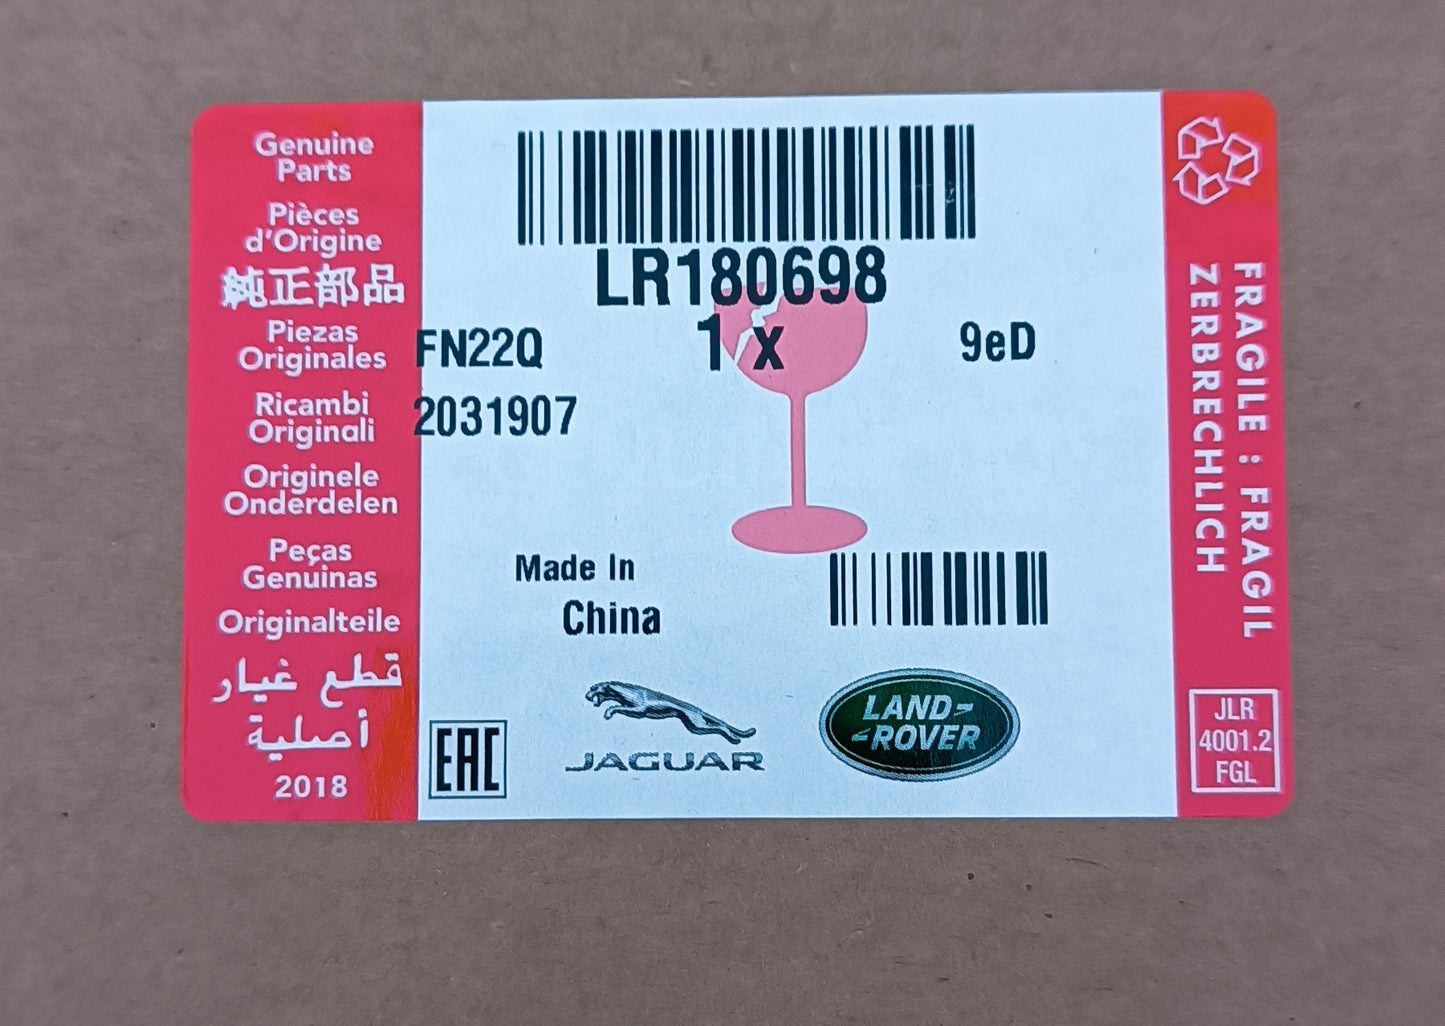 Genuine
Parts
Pièces
d'Origine
純正部品
Piezas
Originales
Ricambi
Originali
Originele
Onderdelen
Peças
Genuinas
Originalteile
قطع غيار
أصلية
2018
LR180698
FN22Q 1 x 9eD
2031907
Made In
China
EAC
JAGUAR
LAND-
-ROVER
FRAGILE : FRAGIL
ZERBRECHLICH
JLR
4001.2
FGL